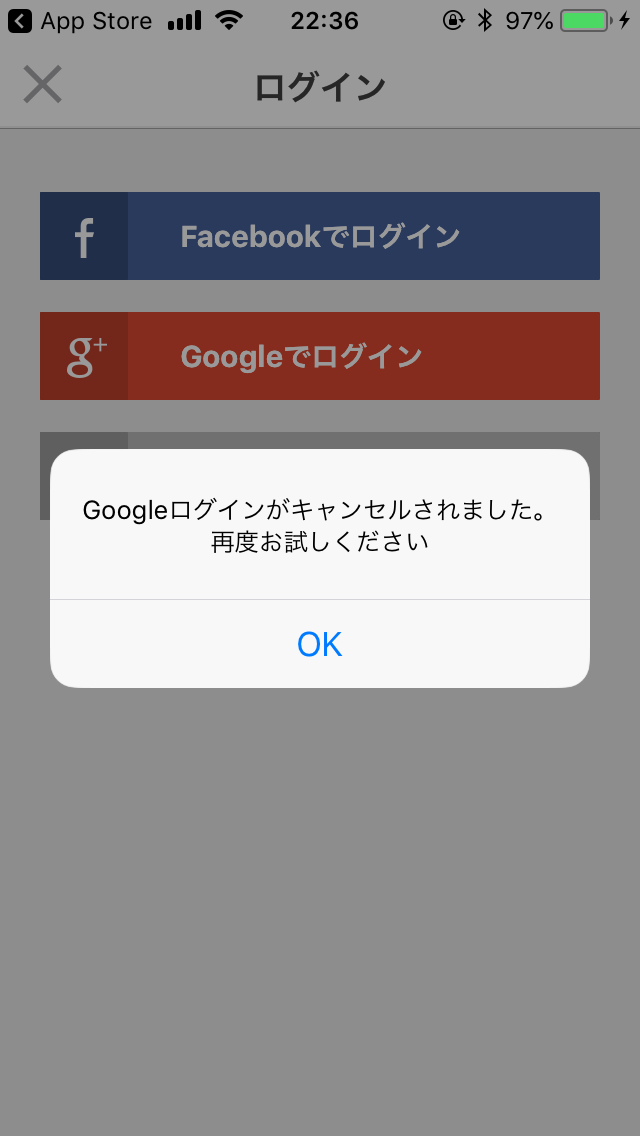 App Store 22:36 97%
ログイン
f Facebookでログイン
g+ Googleでログイン
Googleログインがキャンセルされました。
再度お試しください
OK